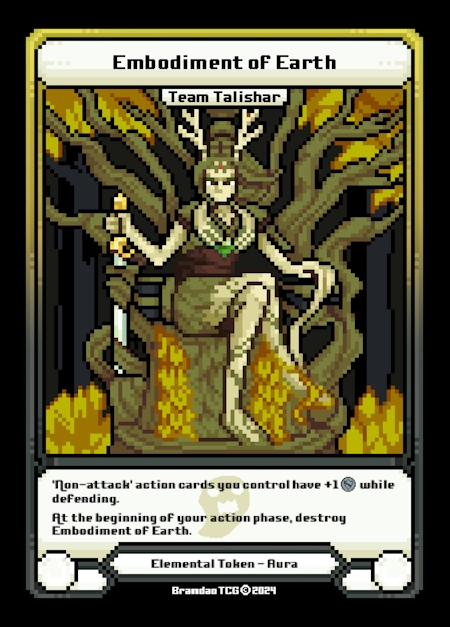 Embodiment of Earth
Team Talishar
'Non-attack' action cards you control have +1 while
defending.
At the beginning of your action phase, destroy
Embodiment of Earth.
Elemental Token - Aura
Bramdao TCG © 2024